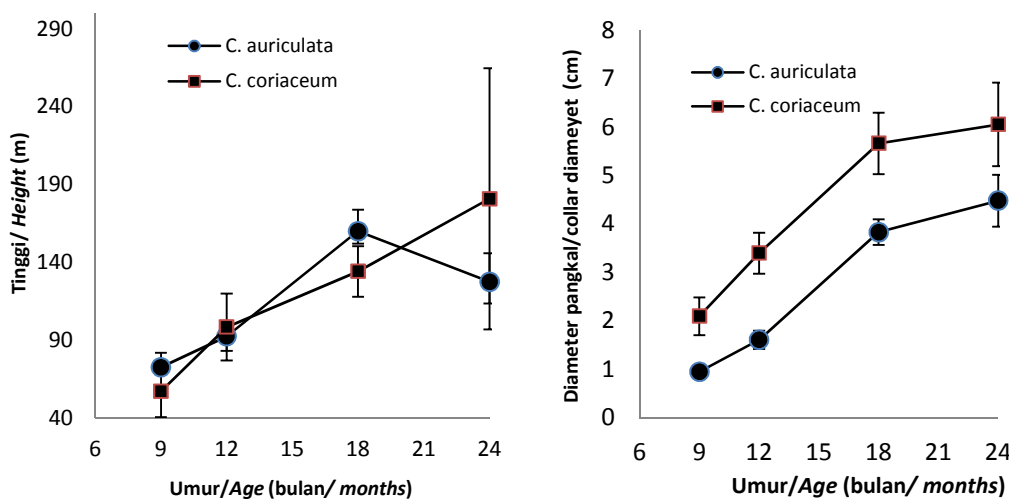 Tinggi/ Height (m)
290
240
190
140
90
40
C. auriculata
C. coriaceum
6 9 12 15 18 21 24
Umur/Age (bulan/ months)
Diameter pangkal/collar diameyet (cm)
8
7
6
5
4
3
2
1
0
C. auriculata
C. coriaceum
6 9 12 15 18 21 24
Umur/Age (bulan/ months)